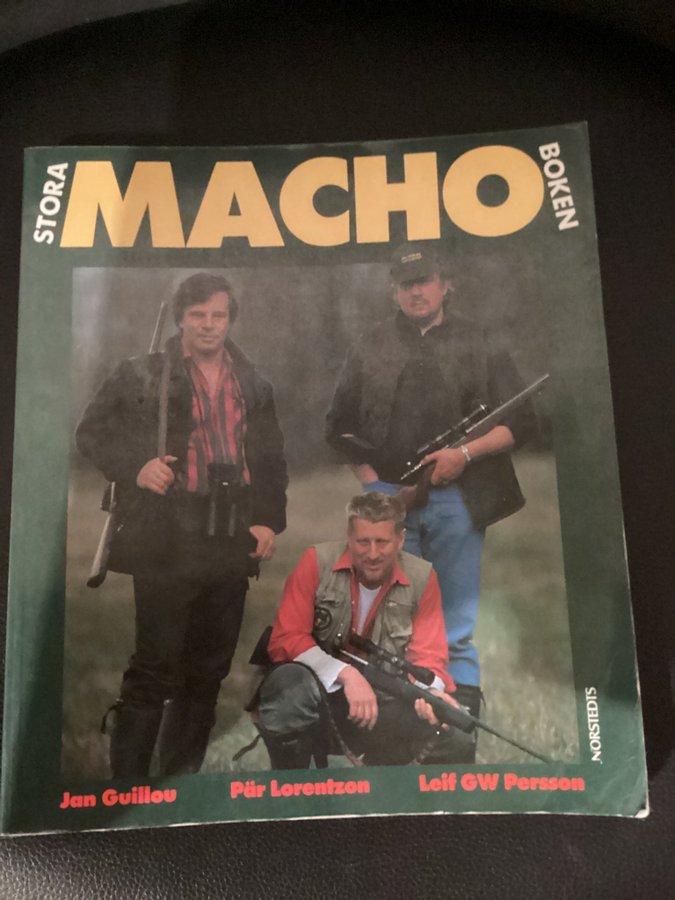 STORA
MACHO
BOKEN
NORSTEDTS
Jan Guillou
Pär Lorentzon
Leif GW Persson